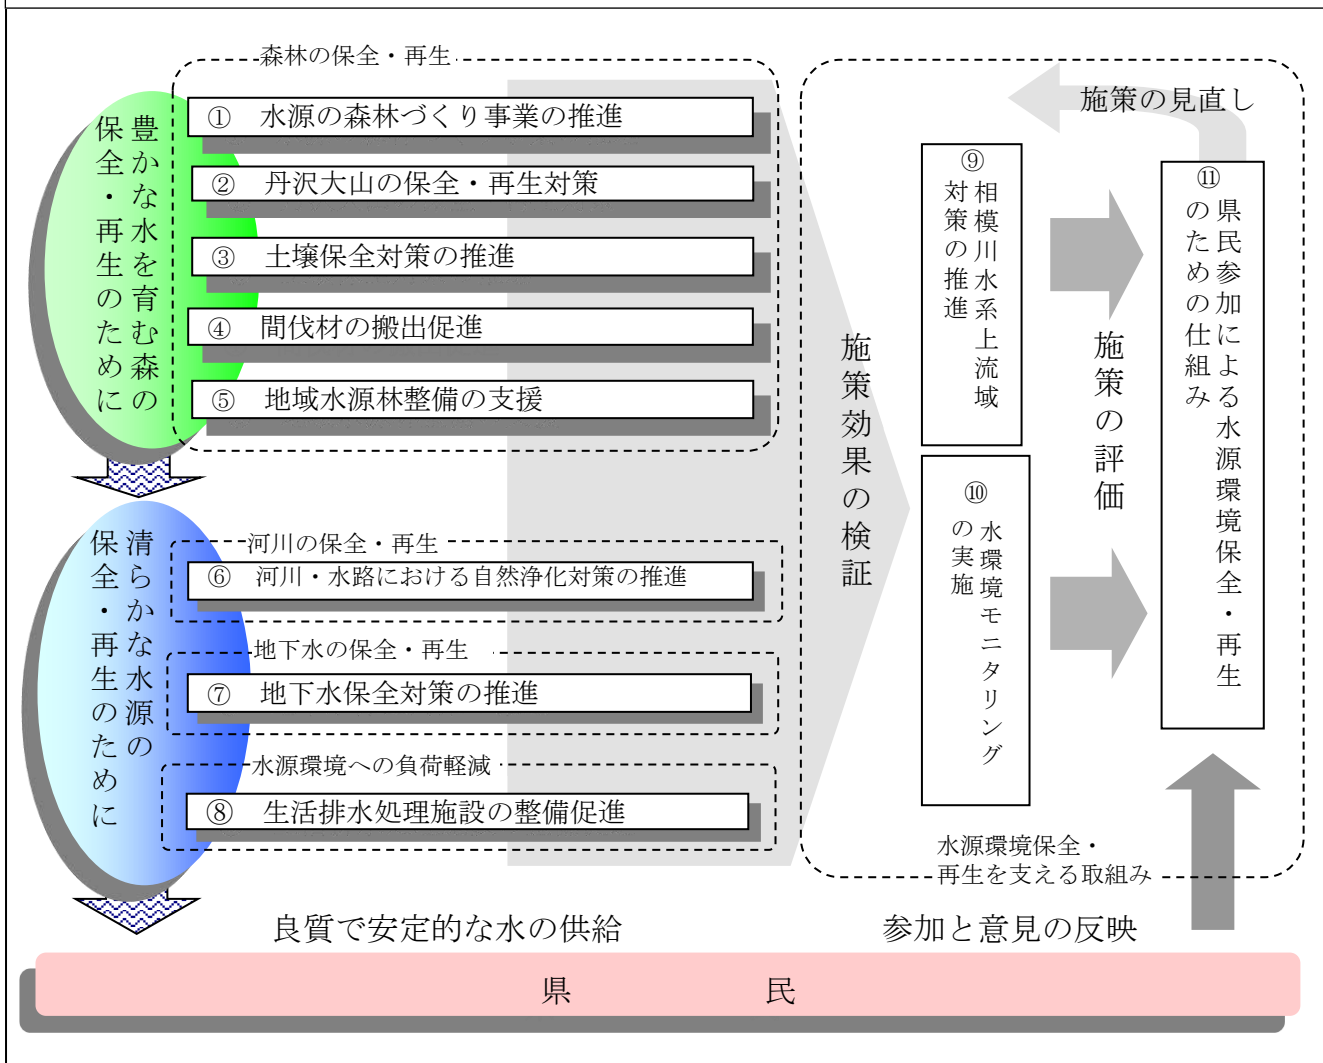 森林の保全・再生
豊かな水を育む森の
保全・再生のために
① 水源の森林づくり事業の推進
② 丹沢大山の保全・再生対策
③ 土壌保全対策の推進
④ 間伐材の搬出促進
⑤ 地域水源林整備の支援
清らかな水源の
保全・再生のために
河川の保全・再生
⑥ 河川・水路における自然浄化対策の推進
地下水の保全・再生
⑦ 地下水保全対策の推進
水源環境への負荷軽減
⑧ 生活排水処理施設の整備促進
施策効果の検証
⑨
相模川水系上流域
対策の推進
⑩
水環境モニタリング
の実施
施策の評価
施策の見直し
⑪
県民参加による水源環境保全・再生
のための仕組み
水源環境保全・
再生を支える取組み
良質で安定的な水の供給
参加と意見の反映
県 民